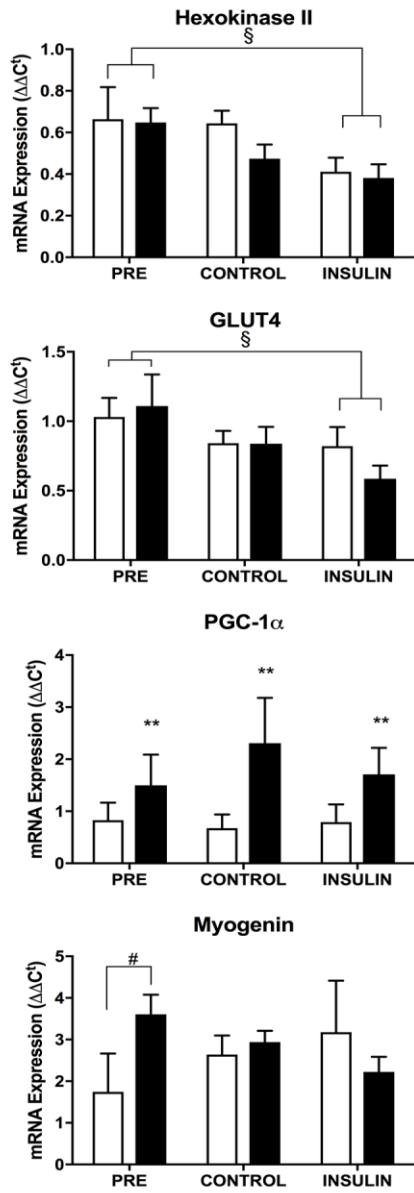 Hexokinase II
§
mRNA Expression (ΔΔCᵗ)
1.0
0.8
0.6
0.4
0.2
0.0
PRE CONTROL INSULIN
GLUT4
§
mRNA Expression (ΔΔCᵗ)
1.5
1.0
0.5
0.0
PRE CONTROL INSULIN
PGC-1α
mRNA Expression (ΔΔCᵗ)
4
3
2
1
0
** ** **
PRE CONTROL INSULIN
Myogenin
#
mRNA Expression (ΔΔCᵗ)
5
3
2
1
0
PRE CONTROL INSULIN